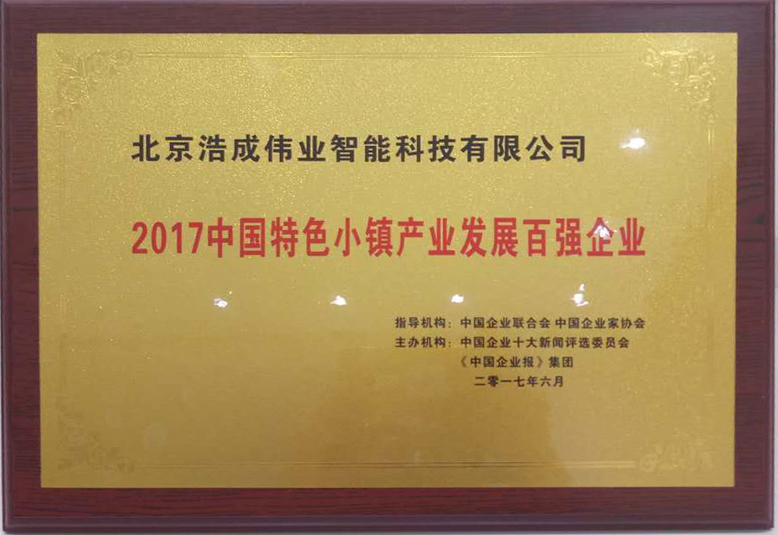 北京浩成伟业智能科技有限公司
2017中国特色小镇产业发展百强企业
指导机构：中国企业联合会 中国企业家协会
主办机构：中国企业十大新闻评选委员会
《中国企业报》集团
二零一七年六月